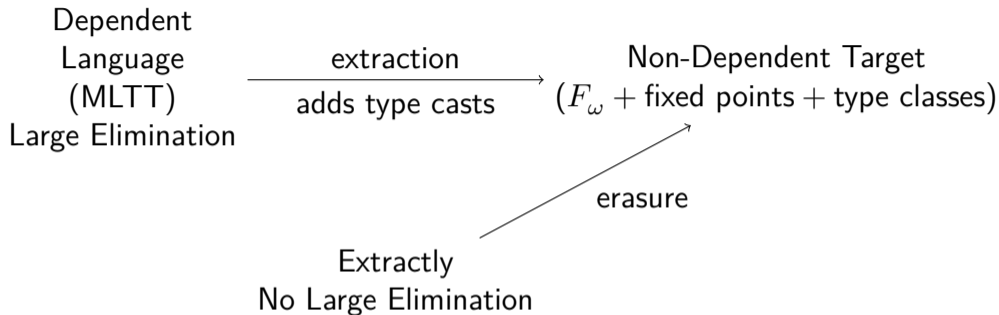 Dependent
Language
(MLTT)
Large Elimination
extraction
adds type casts
Non-Dependent Target
(F_ω + fixed points + type classes)
erasure
Extractly
No Large Elimination